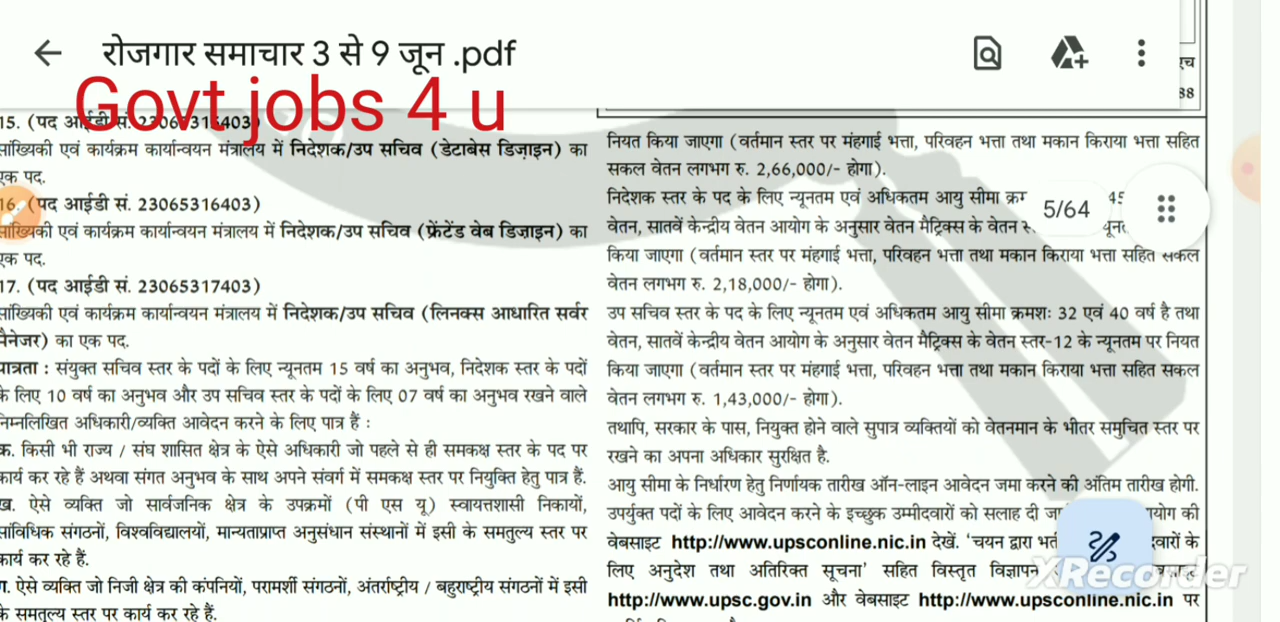 रोजगार समाचार 3 से 9 जून .pdf
Govt jobs 4 u
5/64
15. (पद आईडी सं. 23065315403)
सांख्यिकी एवं कार्यक्रम कार्यान्वयन मंत्रालय में निदेशक/उप सचिव (डेटाबेस डिज़ाइन) का
एक पद.
16. (पद आईडी सं. 23065316403)
सांख्यिकी एवं कार्यक्रम कार्यान्वयन मंत्रालय में निदेशक/उप सचिव (फ्रंटेंड वेब डिज़ाइन) का
एक पद.
17. (पद आईडी सं. 23065317403)
सांख्यिकी एवं कार्यक्रम कार्यान्वयन मंत्रालय में निदेशक/उप सचिव (लिनक्स आधारित सर्वर
मैनेजर) का एक पद.
पात्रता : संयुक्त सचिव स्तर के पदों के लिए न्यूनतम 15 वर्ष का अनुभव, निदेशक स्तर के पदों
के लिए 10 वर्ष का अनुभव और उप सचिव स्तर के पदों के लिए 07 वर्ष का अनुभव रखने वाले
निम्नलिखित अधिकारी/व्यक्ति आवेदन करने के लिए पात्र हैं :
क. किसी भी राज्य / संघ शासित क्षेत्र के ऐसे अधिकारी जो पहले से ही समकक्ष स्तर के पद पर
कार्य कर रहे हैं अथवा संगत अनुभव के साथ अपने संवर्ग में समकक्ष स्तर पर नियुक्ति हेतु पात्र हैं.
ख. ऐसे व्यक्ति जो सार्वजनिक क्षेत्र के उपक्रमों (पी एस यू) स्वायत्तशासी निकायों,
सांविधिक संगठनों, विश्वविद्यालयों, मान्यताप्राप्त अनुसंधान संस्थानों में इसी के समतुल्य स्तर पर
कार्य कर रहे हैं.
ग. ऐसे व्यक्ति जो निजी क्षेत्र की कंपनियों, परामर्शी संगठनों, अंतर्राष्ट्रीय / बहुराष्ट्रीय संगठनों में इसी
के समतुल्य स्तर पर कार्य कर रहे हैं.
एच
88
नियत किया जाएगा (वर्तमान स्तर पर मंहगाई भत्ता, परिवहन भत्ता तथा मकान किराया भत्ता सहित
सकल वेतन लगभग रु. 2,66,000/- होगा).
निदेशक स्तर के पद के लिए न्यूनतम एवं अधिकतम आयु सीमा 45
वेतन, सातवें केन्द्रीय वेतन आयोग के अनुसार वेतन मैट्रिक्स के वेतन
किया जाएगा (वर्तमान स्तर पर मंहगाई भत्ता, परिवहन भत्ता तथा मकान किराया भत्ता सहित सकल
वेतन लगभग रु. 2,18,000/- होगा).
उप सचिव स्तर के पद के लिए न्यूनतम एवं अधिकतम आयु सीमा क्रमशः 32 एवं 40 वर्ष है तथा
वेतन, सातवें केन्द्रीय वेतन आयोग के अनुसार वेतन मैट्रिक्स के वेतन स्तर-12 के न्यूनतम पर नियत
किया जाएगा (वर्तमान स्तर पर मंहगाई भत्ता, परिवहन भत्ता तथा मकान किराया भत्ता सहित सकल
वेतन लगभग रु. 1,43,000/- होगा).
तथापि, सरकार के पास, नियुक्त होने वाले सुपात्र व्यक्तियों को वेतनमान के भीतर समुचित स्तर पर
रखने का अपना अधिकार सुरक्षित है.
आयु सीमा के निर्धारण हेतु निर्णायक तारीख ऑन-लाइन आवेदन जमा करने की अंतिम तारीख होगी.
उपर्युक्त पदों के लिए आवेदन करने के इच्छुक उम्मीदवारों को सलाह दी की
वेबसाइट http://www.upsconline.nic.in देखें. 'चयन द्वारा के
लिए अनुदेश तथा अतिरिक्त सूचना' सहित विस्तृत
http://www.upsc.gov.in और वेबसाइट http://www.upsconline.nic.in पर
XRecorder